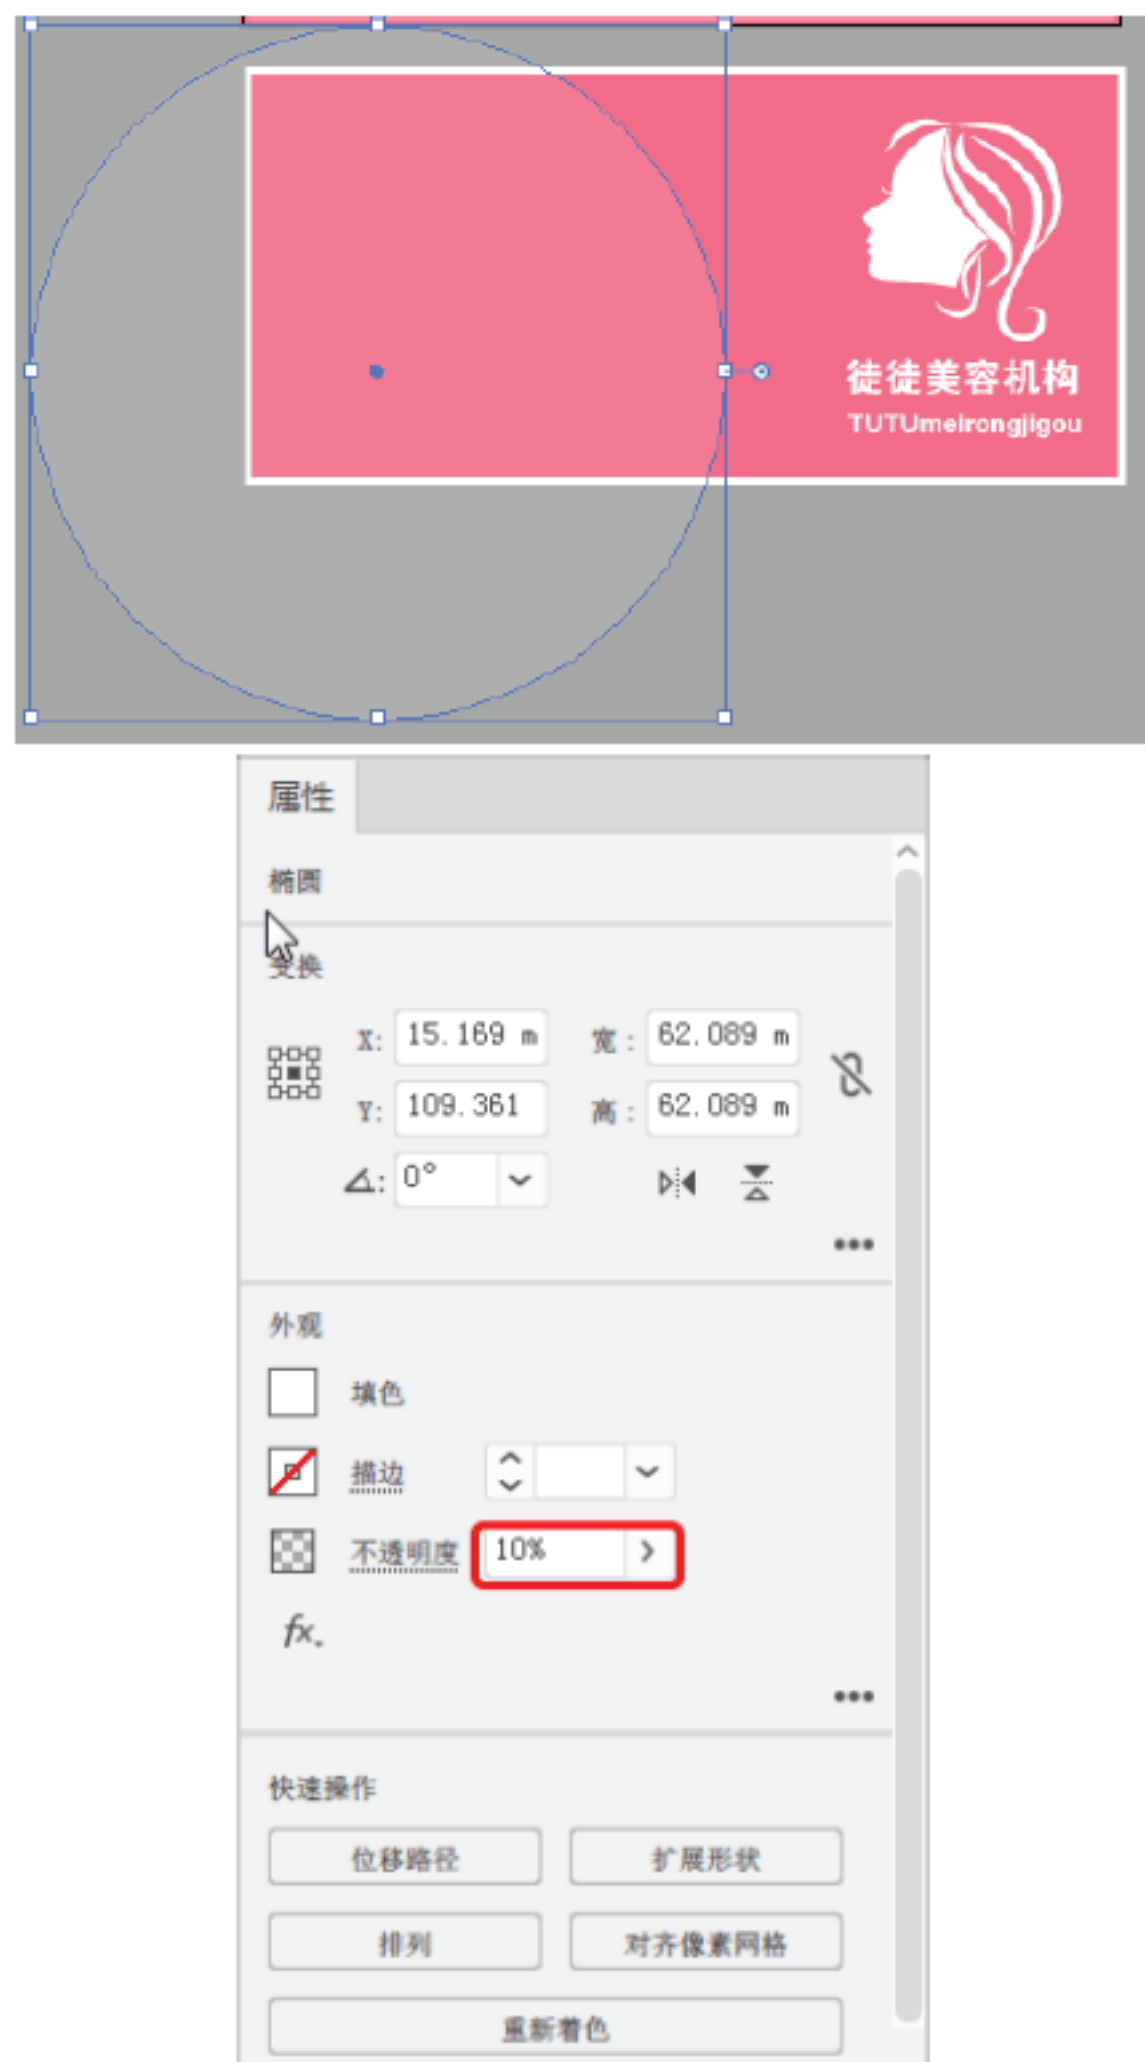 徒徒美容机构
TUTUmeirongjigou
属性
椭圆
变换
X: 15.169 m 宽: 62.089 m
Y: 109.361 高: 62.089 m
0°
外观
填色
描边
不透明度 10%
fx.
快速操作
位移路径 扩展形状
排列 对齐像素网格
重新着色